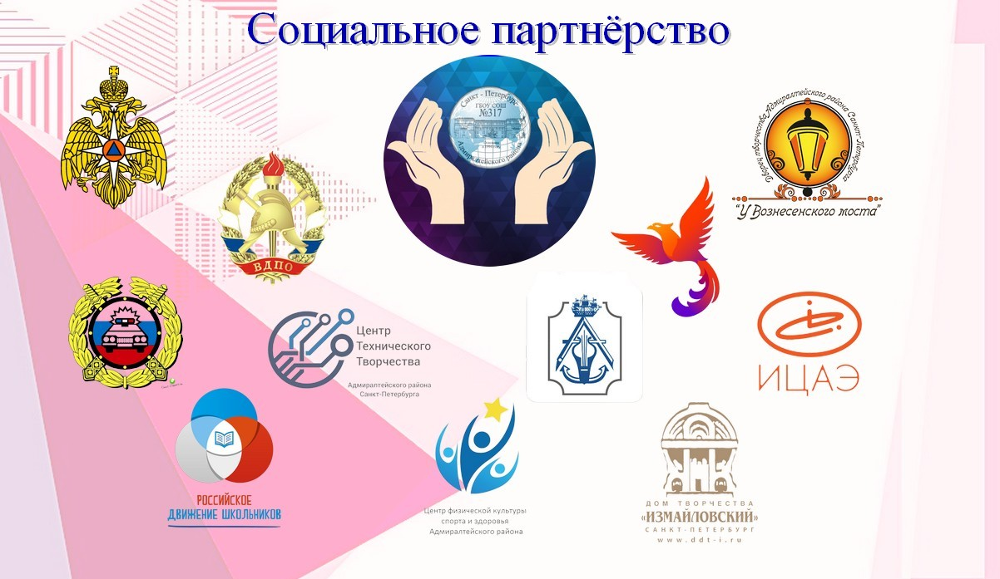 Социальное партнёрство
Санкт - Петербург
ГБОУ СОШ
№317
Адмиралтейского района
Дворец творчества Адмиралтейского района Санкт-Петербурга
"У Вознесенского моста"
ВДПО
Центр
Технического
Творчества
Адмиралтейского района
Санкт-Петербурга
ИЦАЭ
РОССИЙСКОЕ
ДВИЖЕНИЕ ШКОЛЬНИКОВ
Центр физической культуры
спорта и здоровья
Адмиралтейского района
ДОМ ТВОРЧЕСТВА
«ИЗМАЙЛОВСКИЙ»
САНКТ-ПЕТЕРБУРГ
www.ddt-i.ru